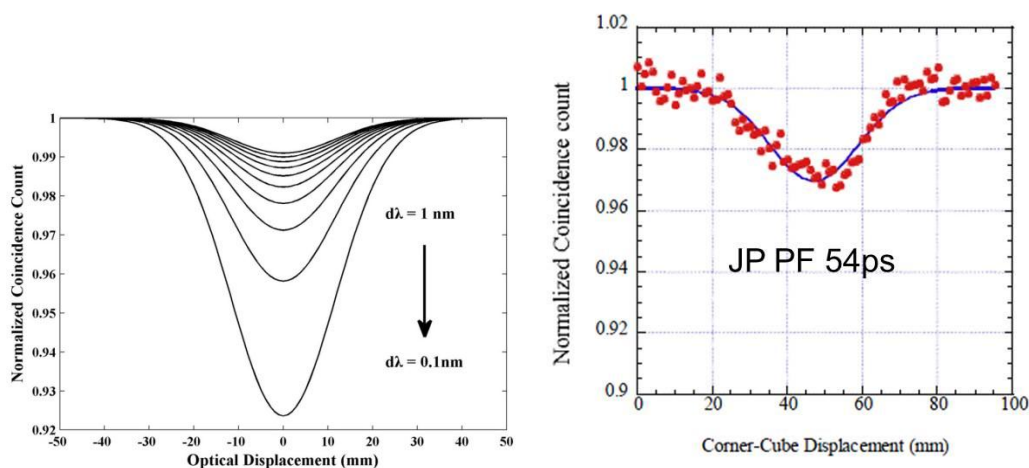 1
0.99
0.98
0.97
0.96
0.95
0.94
0.93
0.92
-50 -40 -30 -20 -10 0 10 20 30 40 50
Normalized Coincidence Count
Optical Displacement (mm)
dλ = 1 nm
dλ = 0.1nm
1.02
1
0.98
0.96
0.94
0.92
0.9
0 20 40 60 80 100
Normalized Coincidence count
Corner-Cube Displacement (mm)
JP PF 54ps